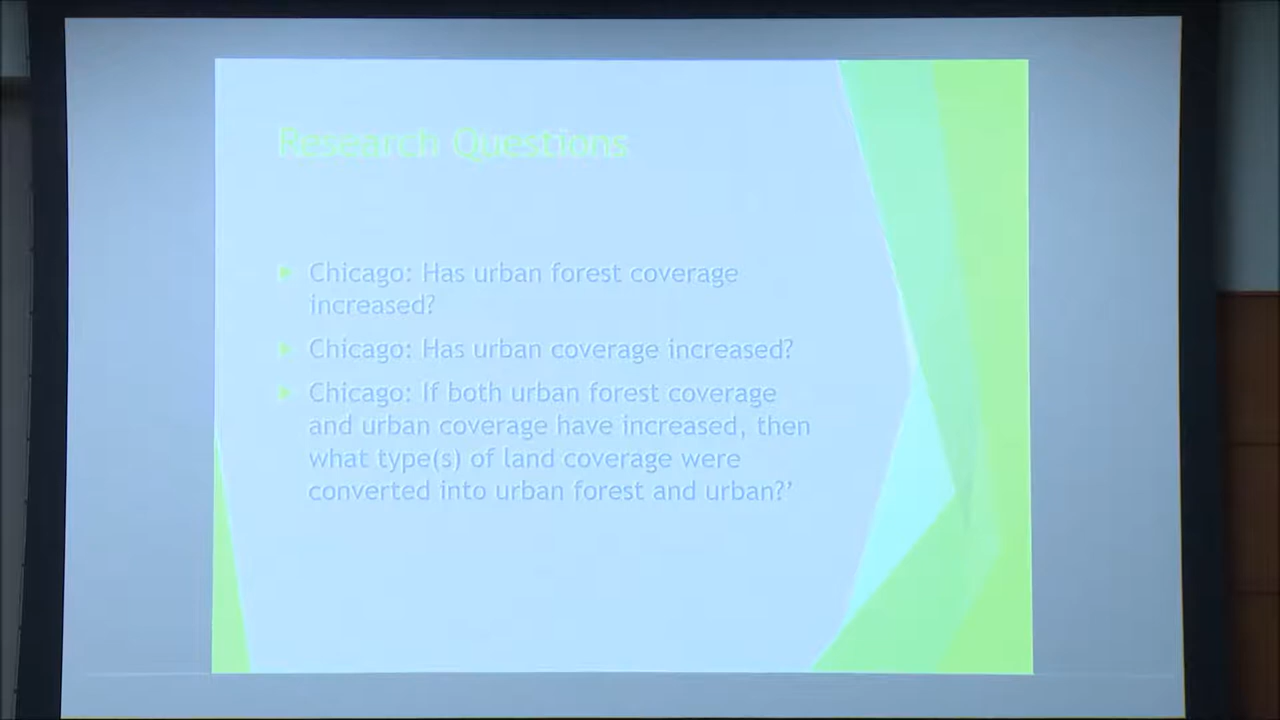 Research Questions
Chicago: Has urban forest coverage
increased?
Chicago: Has urban coverage increased?
Chicago: If both urban forest coverage
and urban coverage have increased, then
what type(s) of land coverage were
converted into urban forest and urban?’